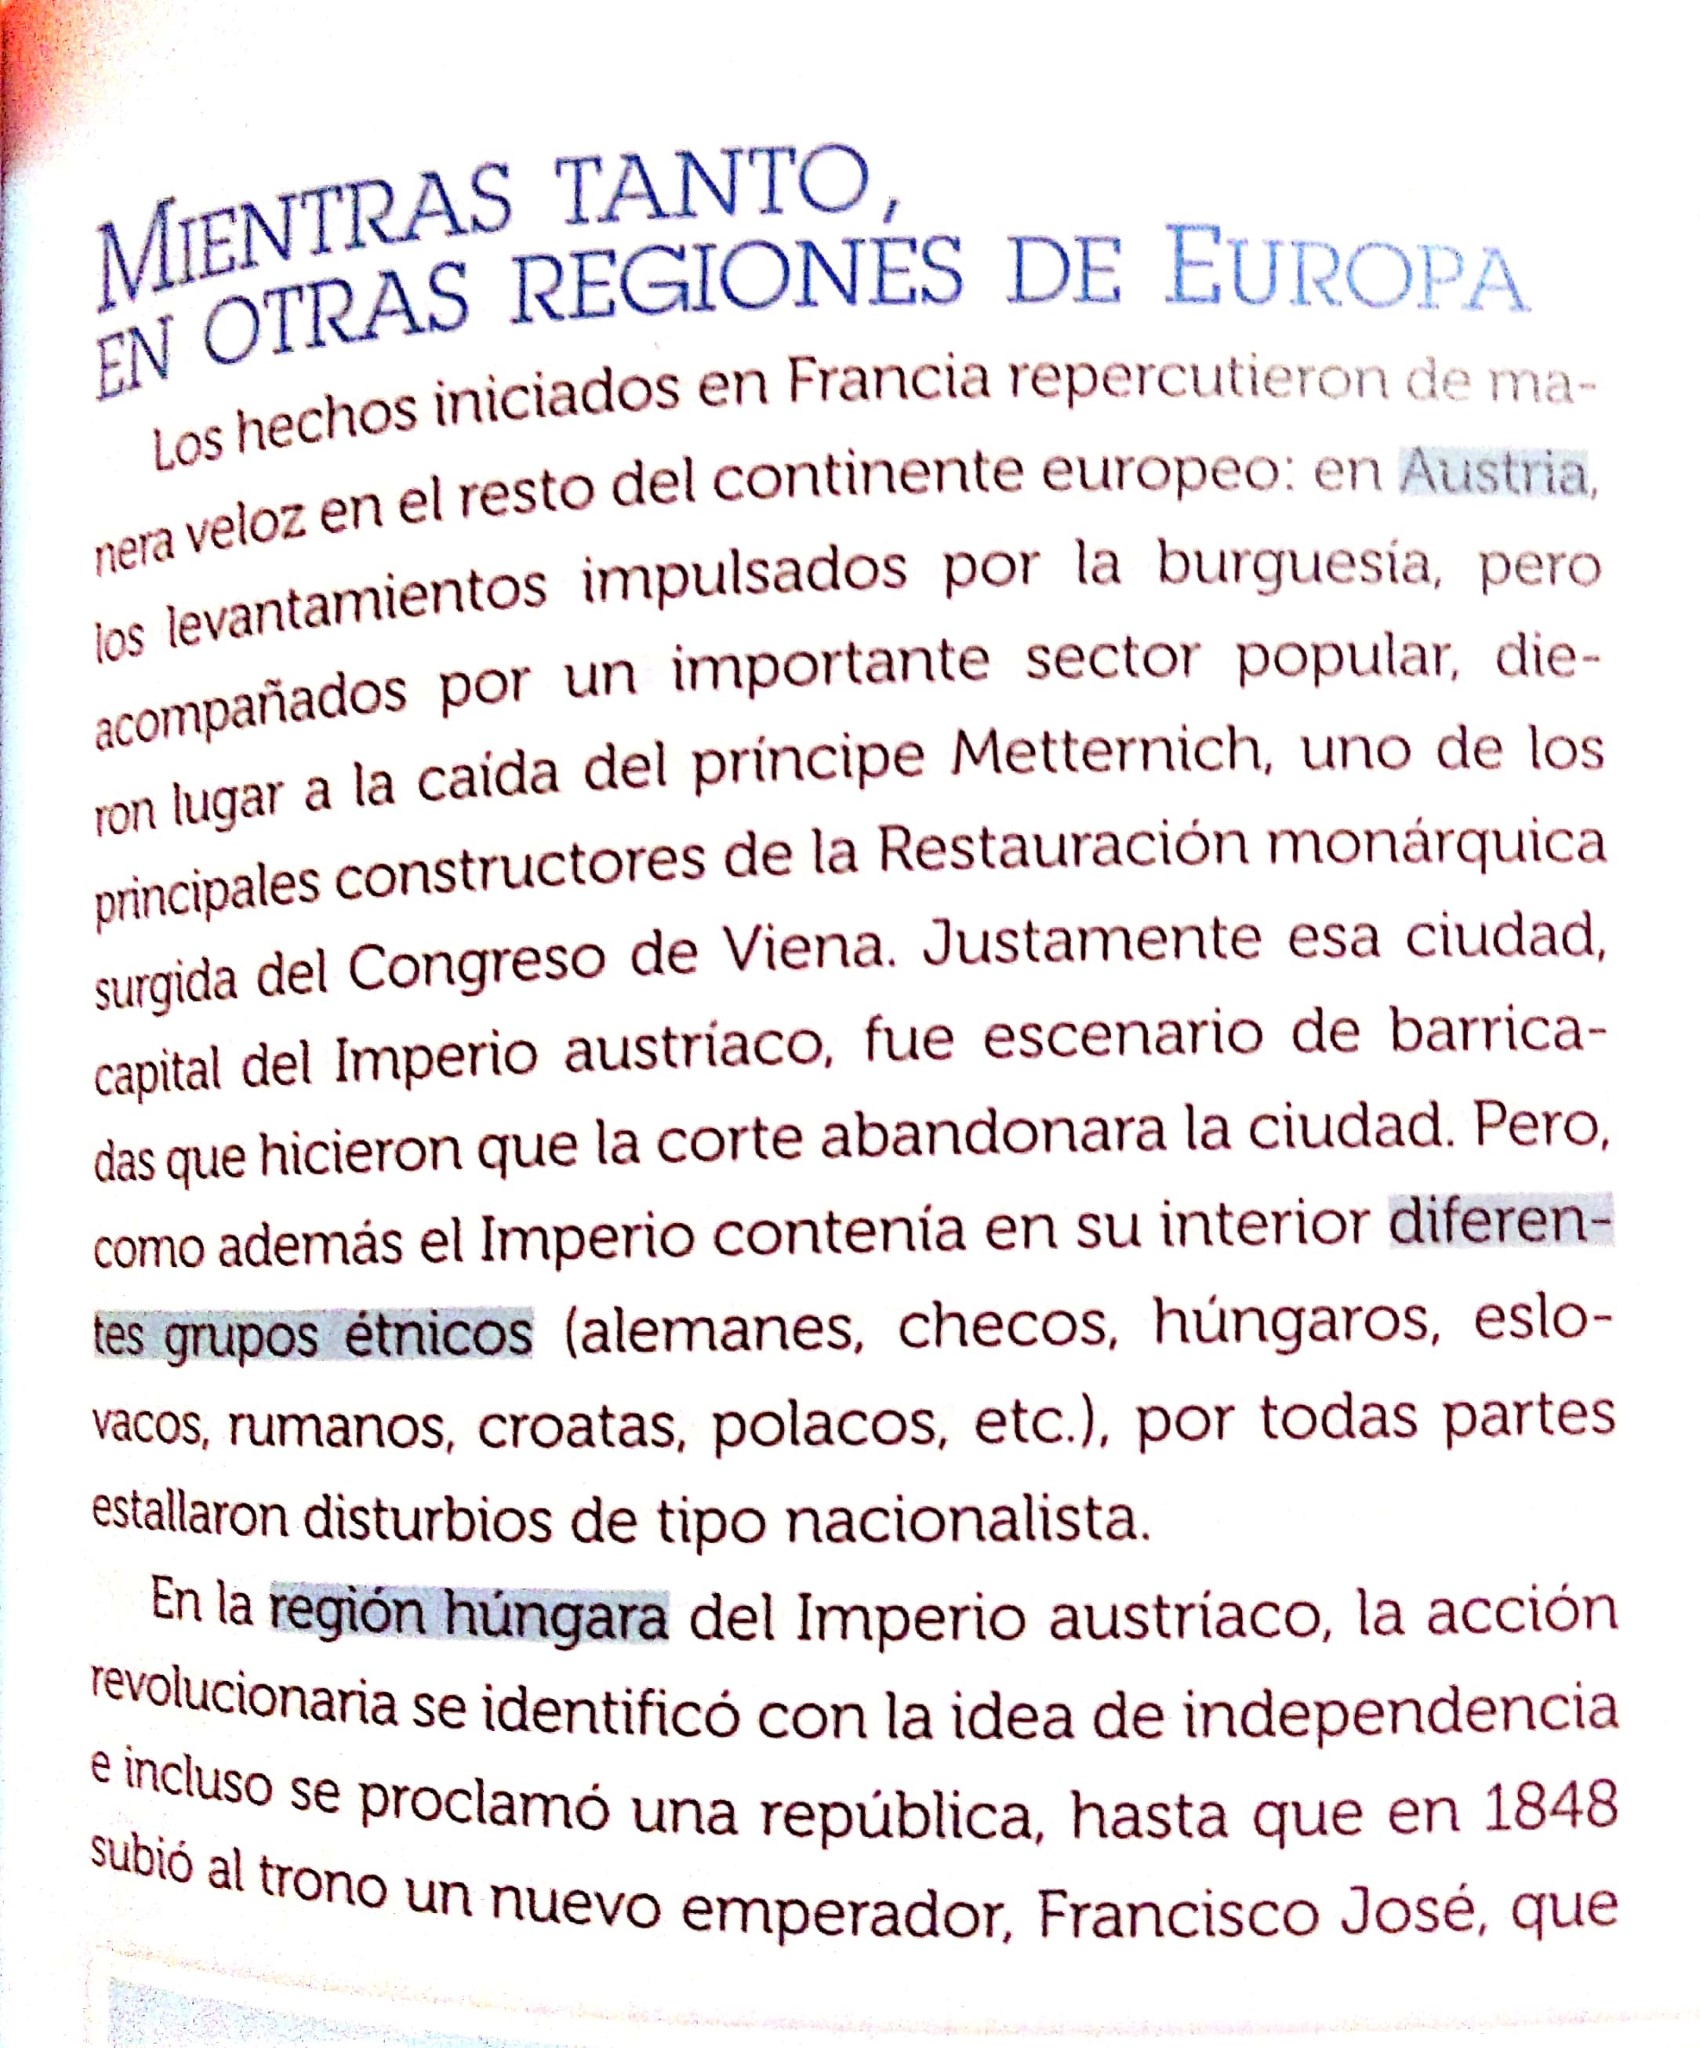 MIENTRAS TANTO,
EN OTRAS REGIONES DE EUROPA
Los hechos iniciados en Francia repercutieron de ma-
nera veloz en el resto del continente europeo: en Austria,
los levantamientos impulsados por la burguesía, pero
acompañados por un importante sector popular, die-
ron lugar a la caída del príncipe Metternich, uno de los
principales constructores de la Restauración monárquica
surgida del Congreso de Viena. Justamente esa ciudad,
capital del Imperio austríaco, fue escenario de barrica-
das que hicieron que la corte abandonara la ciudad. Pero,
como además el Imperio contenía en su interior diferen-
tes grupos étnicos (alemanes, checos, húngaros, eslo-
vacos, rumanos, croatas, polacos, etc.), por todas partes
estallaron disturbios de tipo nacionalista.
En la región húngara del Imperio austríaco, la acción
revolucionaria se identificó con la idea de independencia
e incluso se proclamó una república, hasta que en 1848
subió al trono un nuevo emperador, Francisco José, que